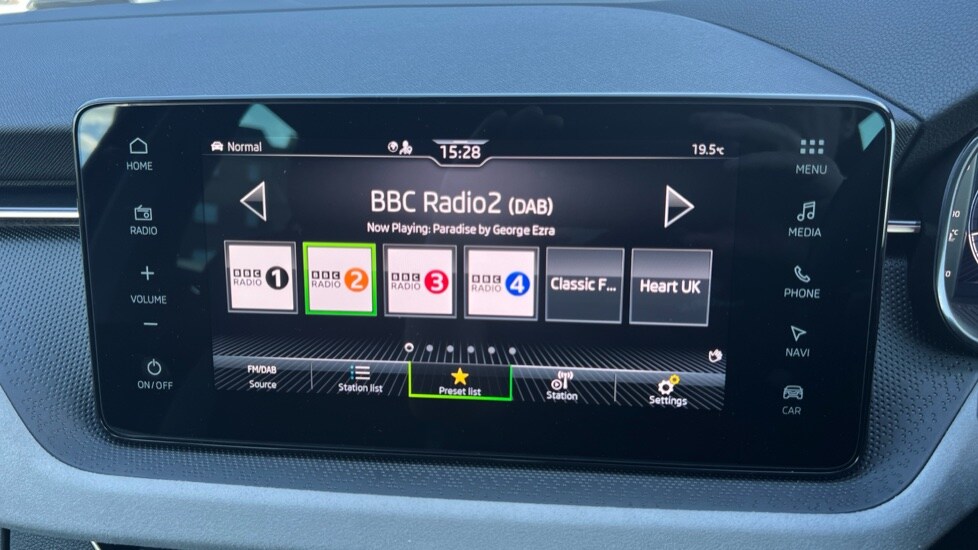 Normal
15:28
19.5°C
HOME
RADIO
VOLUME
ON/OFF
BBC Radio2 (DAB)
Now Playing: Paradise by George Ezra
BBC RADIO 1
BBC RADIO 2
BBC RADIO 3
BBC RADIO 4
Classic F...
Heart UK
FM/DAB
Source
Station list
Preset list
Station
Settings
MENU
MEDIA
PHONE
NAVI
CAR
10
°C
0